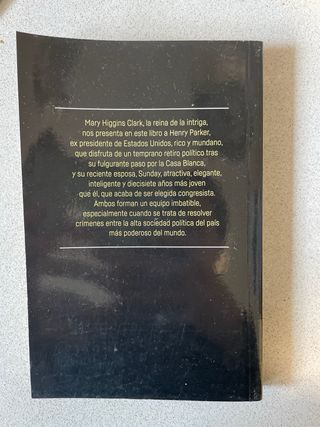 Mary Higgins Clark, la reina de la intriga,
nos presenta en este libro a Henry Parker,
ex presidente de Estados Unidos, rico y mundano,
que disfruta de un temprano retiro político tras
su fulgurante paso por la Casa Blanca,
y su reciente esposa, Sunday, atractiva, elegante,
inteligente y diecisiete años más joven
que él, que acaba de ser elegida congresista.
Ambos forman un equipo imbatible,
especialmente cuando se trata de resolver
crímenes entre la alta sociedad política del país
más poderoso del mundo.